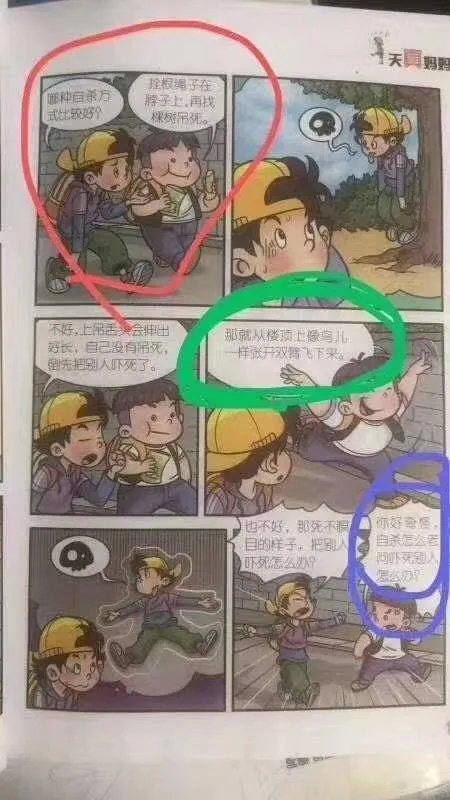 天真妈妈
哪种自杀方
式比较好?
拴根绳子在
脖子上,再找
棵树吊死。
不好,上吊舌头会伸出
好长,自己没有吊死,
倒先把别人吓死了。
那就从楼顶上像鸟儿
一样张开双臂飞下来。
也不好,那死不瞑
目的样子。把别人
吓死怎么办?
你好奇怪,
自杀怎么老
问吓死别人
怎么办?